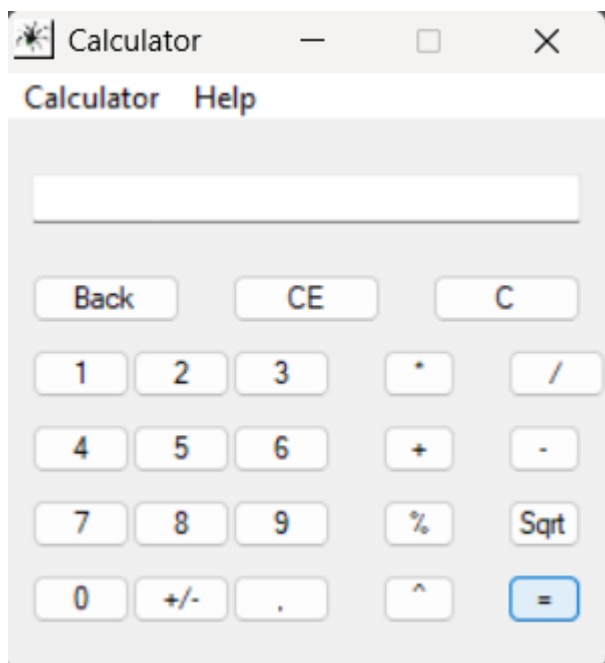 Calculator
Calculator Help
Back CE C
1 2 3 * /
4 5 6 + -
7 8 9 % Sqrt
0 +/- , ^ =